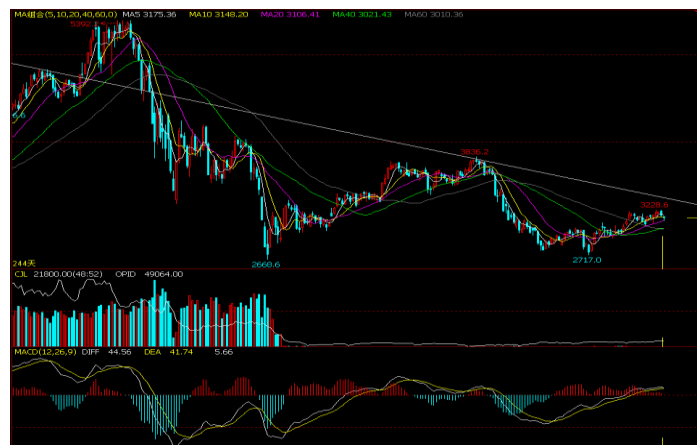 MA组合(5,10,20,40,60,0) MA5 3175.36 MA10 3148.20 MA20 3106.41 MA40 3021.43 MA60 3010.36
3836.2
3228.6
2668.6
2717.0
244天
CJL 21800.00(48:52) OPID 49064.00
MACD(12,26,9) DIFF 44.56 DEA 41.74 5.66